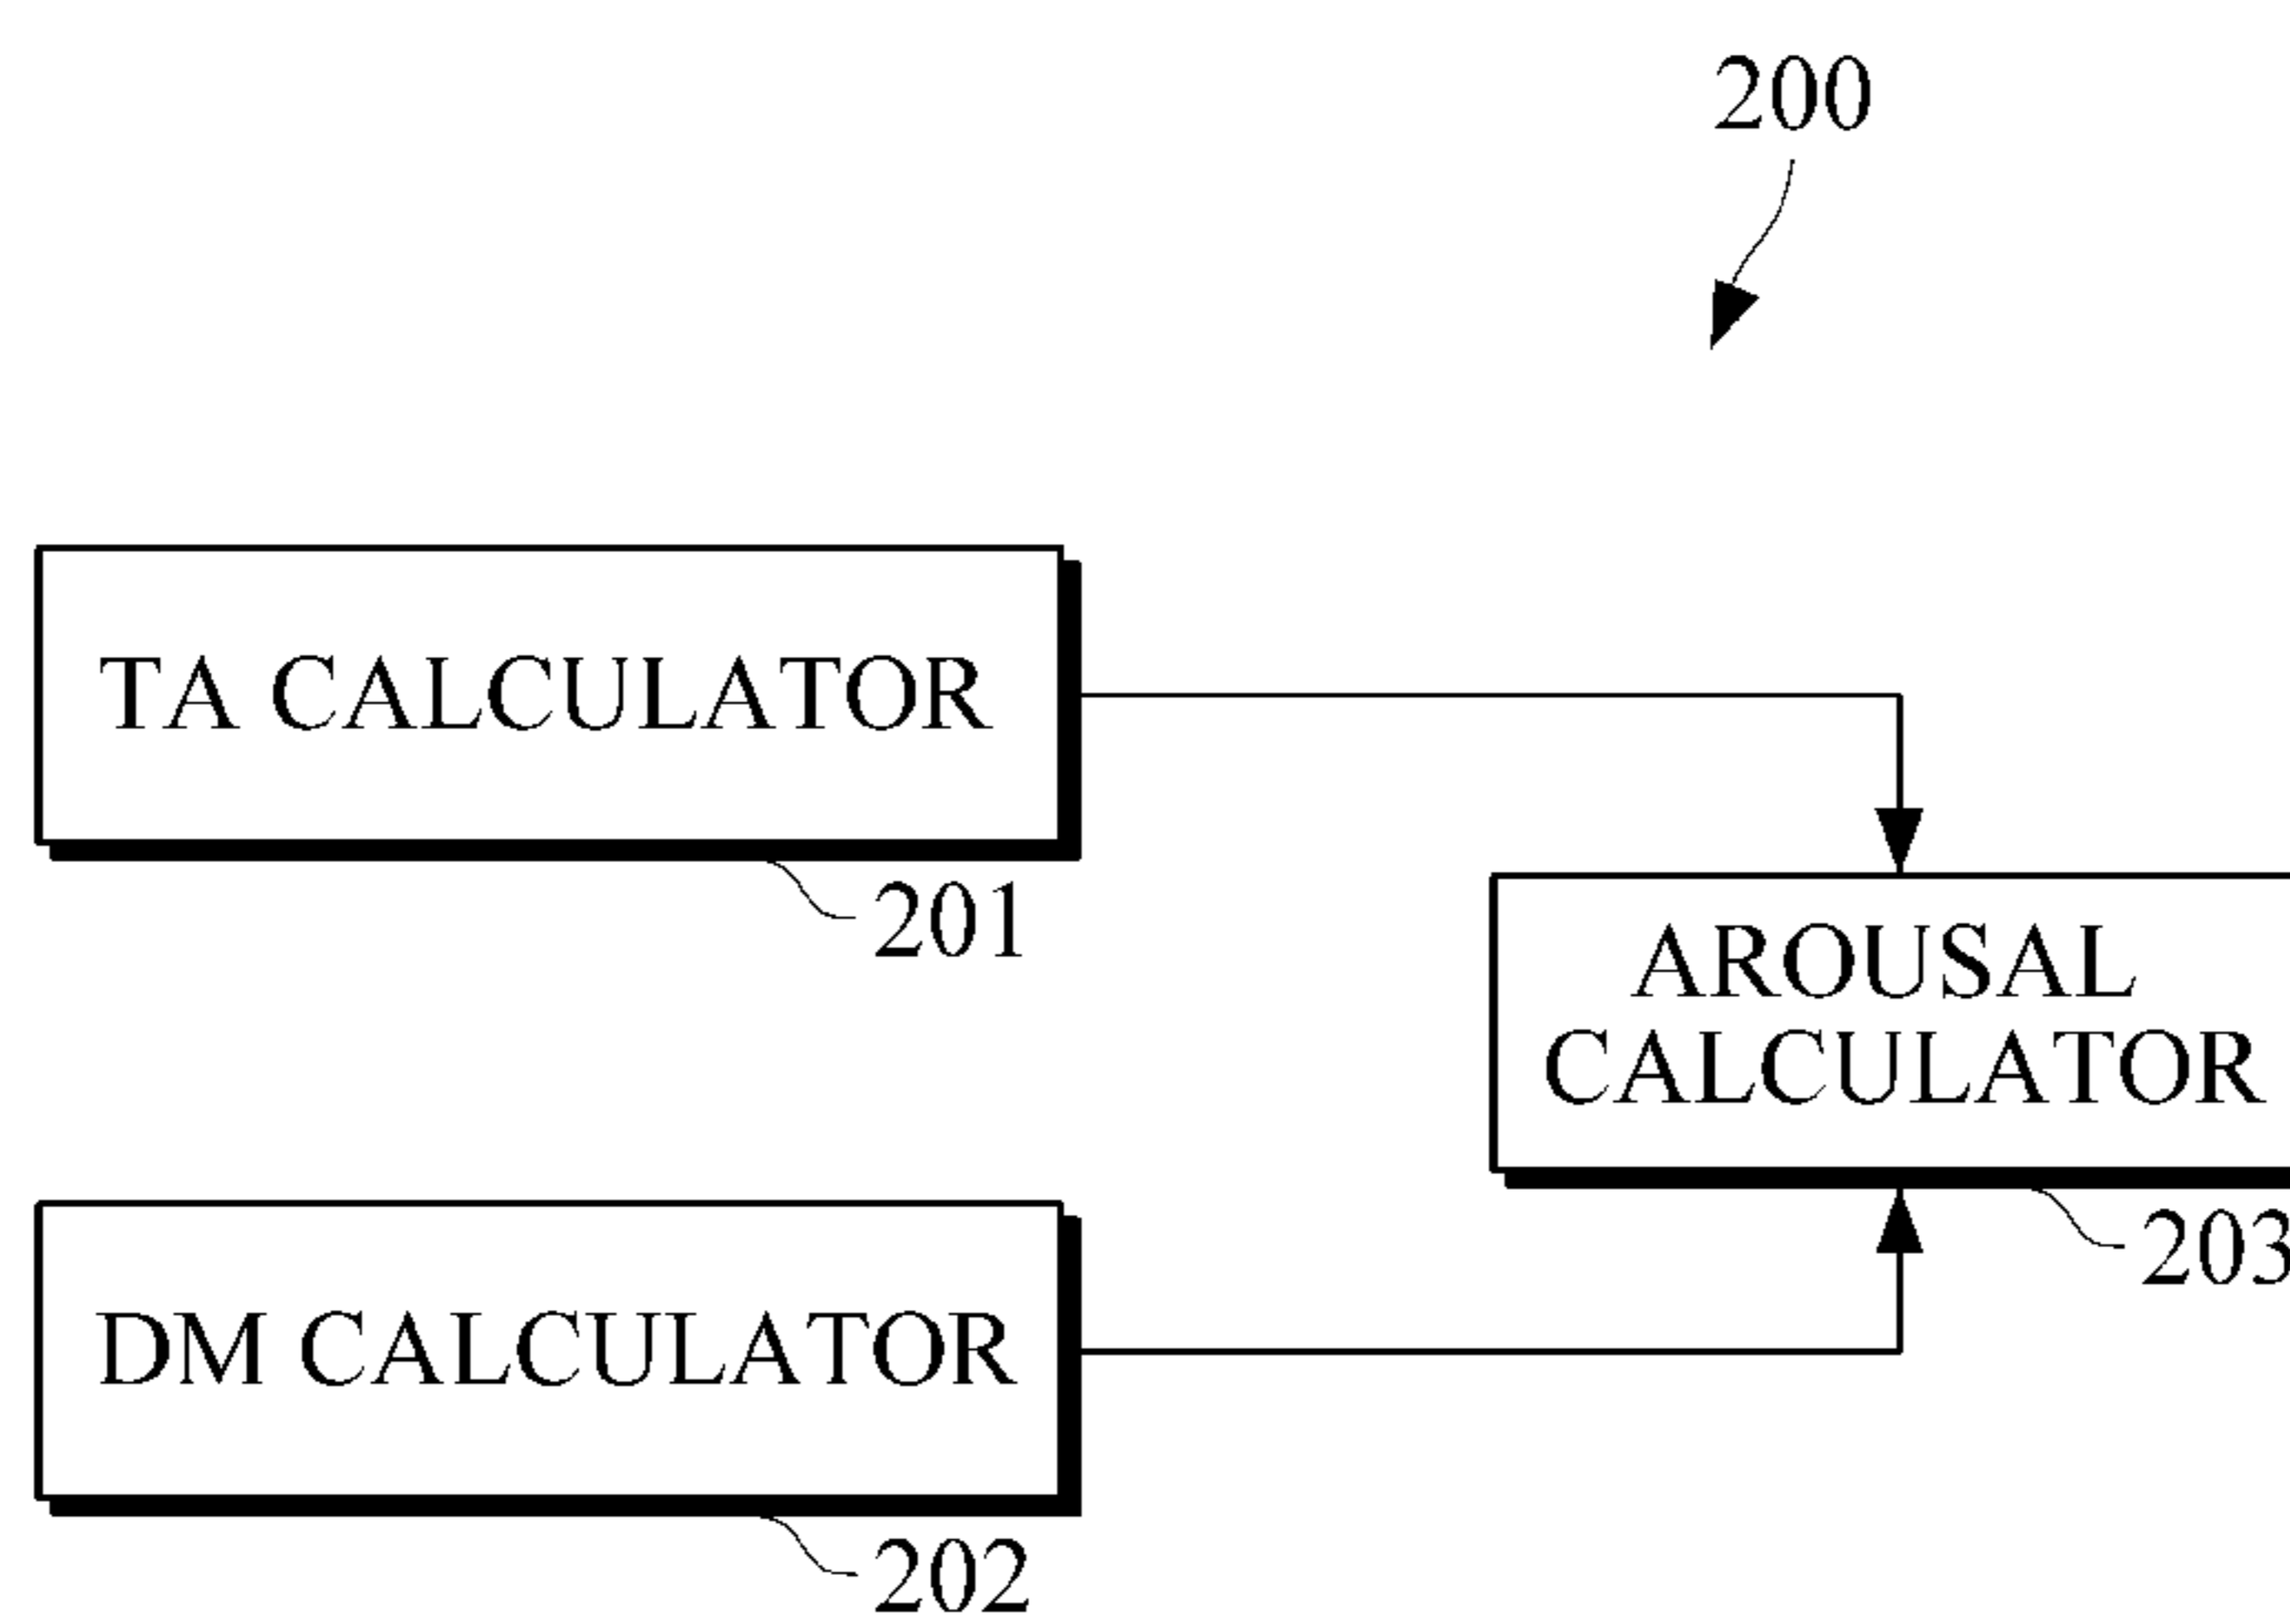 200
TA CALCULATOR
201
AROUSAL
CALCULATOR
203
DM CALCULATOR
202